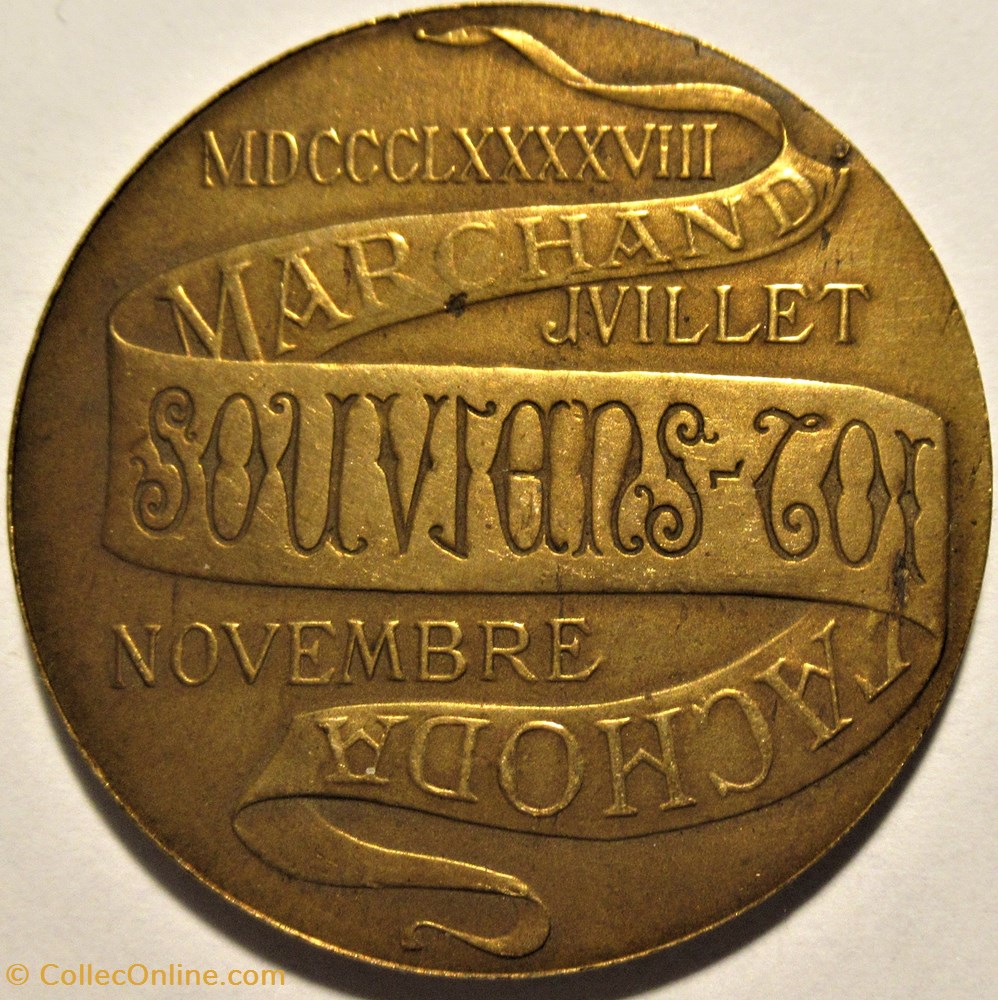 MDCCCLXXXXVIII
MARCHAND
JVILLET
SOUVIENS-TOI
NOVEMBRE
FACHODA
© CollecOnline.com